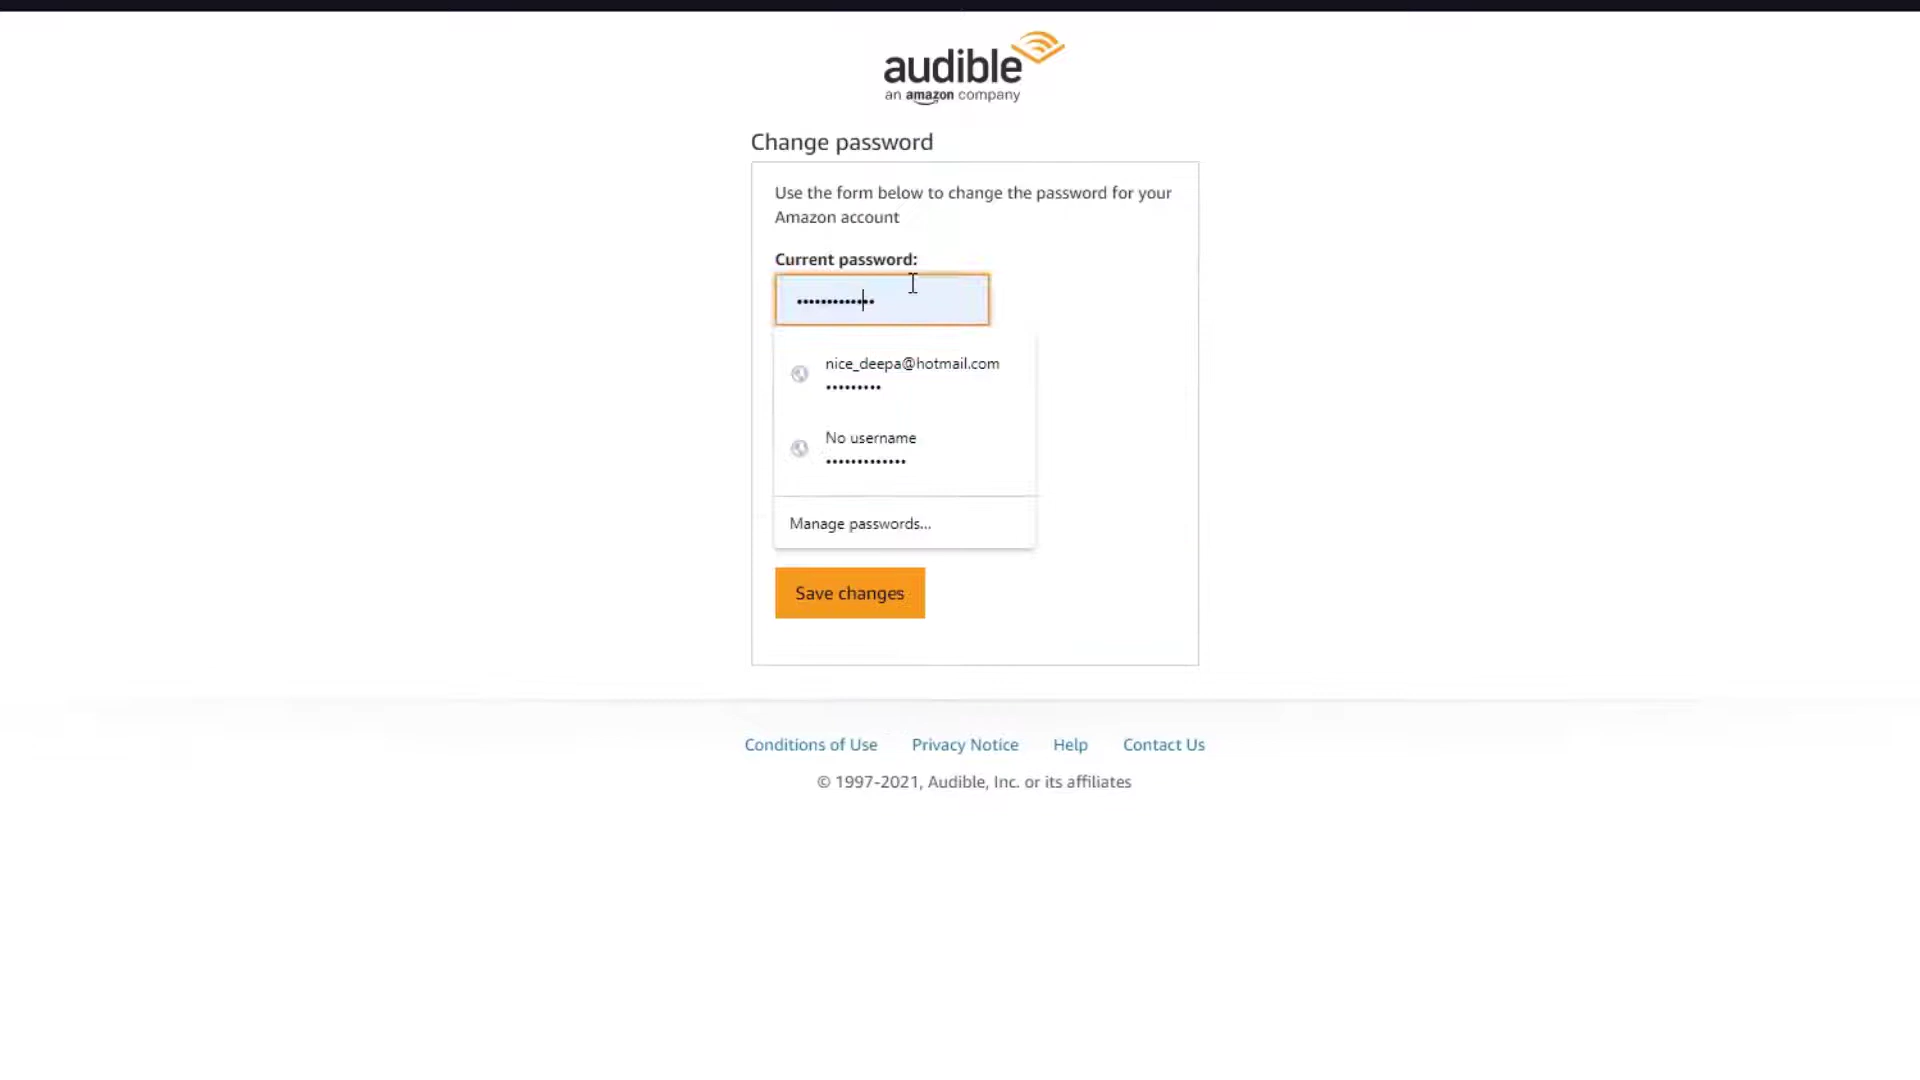 audible
an amazon company
Change password
Use the form below to change the password for your
Amazon account
Current password:
•••••••••••••
nice_deepa@hotmail.com
•••••••••
No username
•••••••••••••
Manage passwords...
Save changes
Conditions of Use Privacy Notice Help Contact Us
© 1997-2021, Audible, Inc. or its affiliates